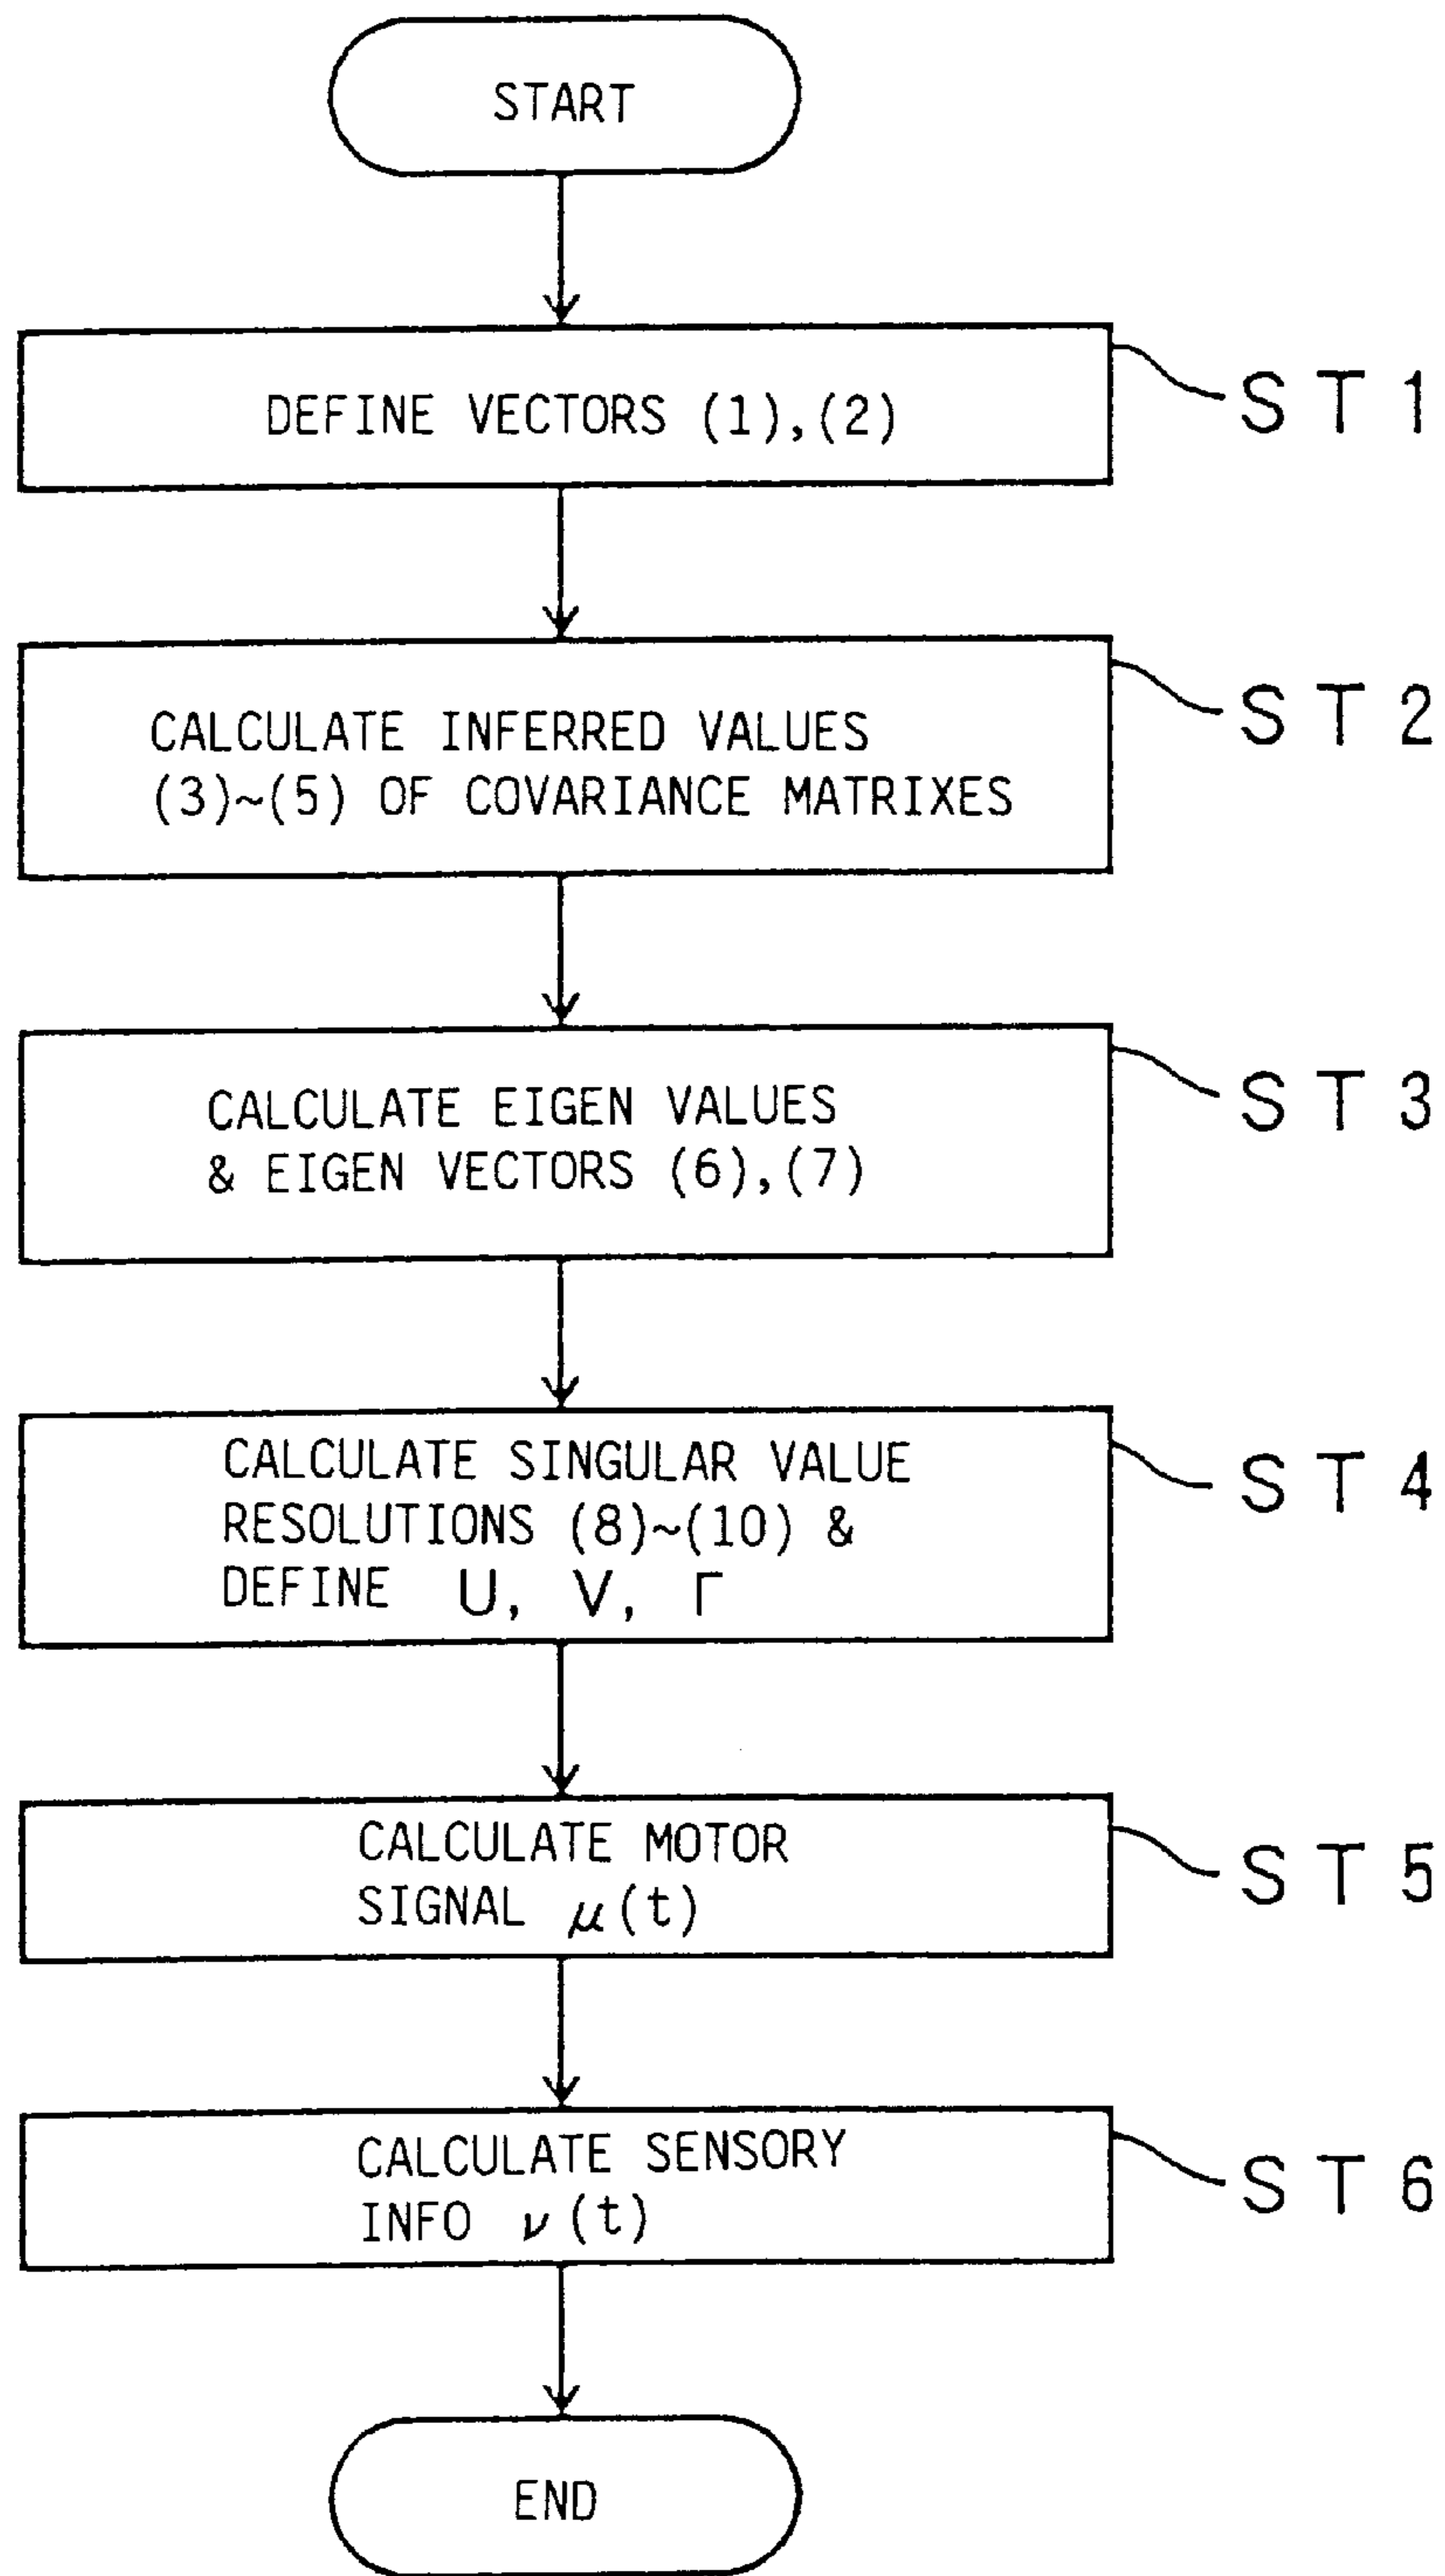 START
DEFINE VECTORS (1),(2)
ST1
CALCULATE INFERRED VALUES
(3)~(5) OF COVARIANCE MATRIXES
ST2
CALCULATE EIGEN VALUES
& EIGEN VECTORS (6),(7)
ST3
CALCULATE SINGULAR VALUE
RESOLUTIONS (8)~(10) &
DEFINE U, V, Γ
ST4
CALCULATE MOTOR
SIGNAL μ(t)
ST5
CALCULATE SENSORY
INFO ν(t)
ST6
END